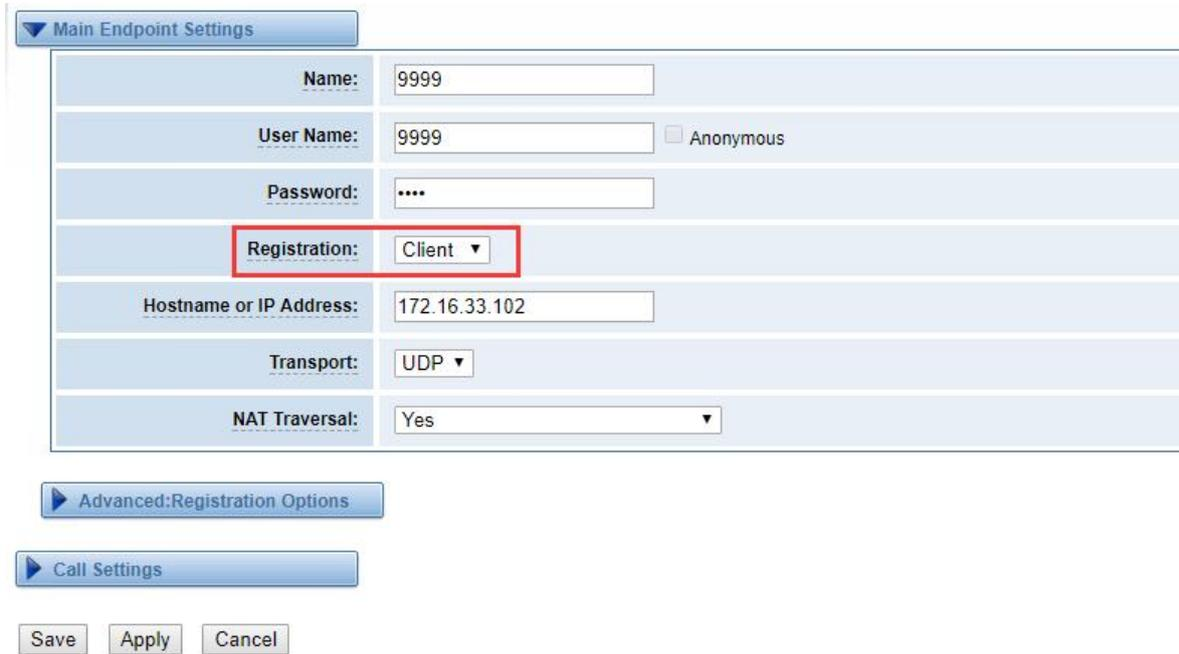 Main Endpoint Settings
Name: 9999
User Name: 9999 Anonymous
Password: ••••
Registration: Client
Hostname or IP Address: 172.16.33.102
Transport: UDP
NAT Traversal: Yes
Advanced:Registration Options
Call Settings
Save Apply Cancel